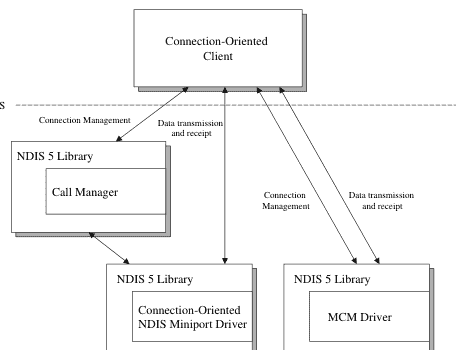 Connection-Oriented
Client
S
Connection Management
Data transmission
and receipt
NDIS 5 Library
Call Manager
Connection
Management
Data transmission
and receipt
NDIS 5 Library
Connection-Oriented
NDIS Miniport Driver
NDIS 5 Library
MCM Driver